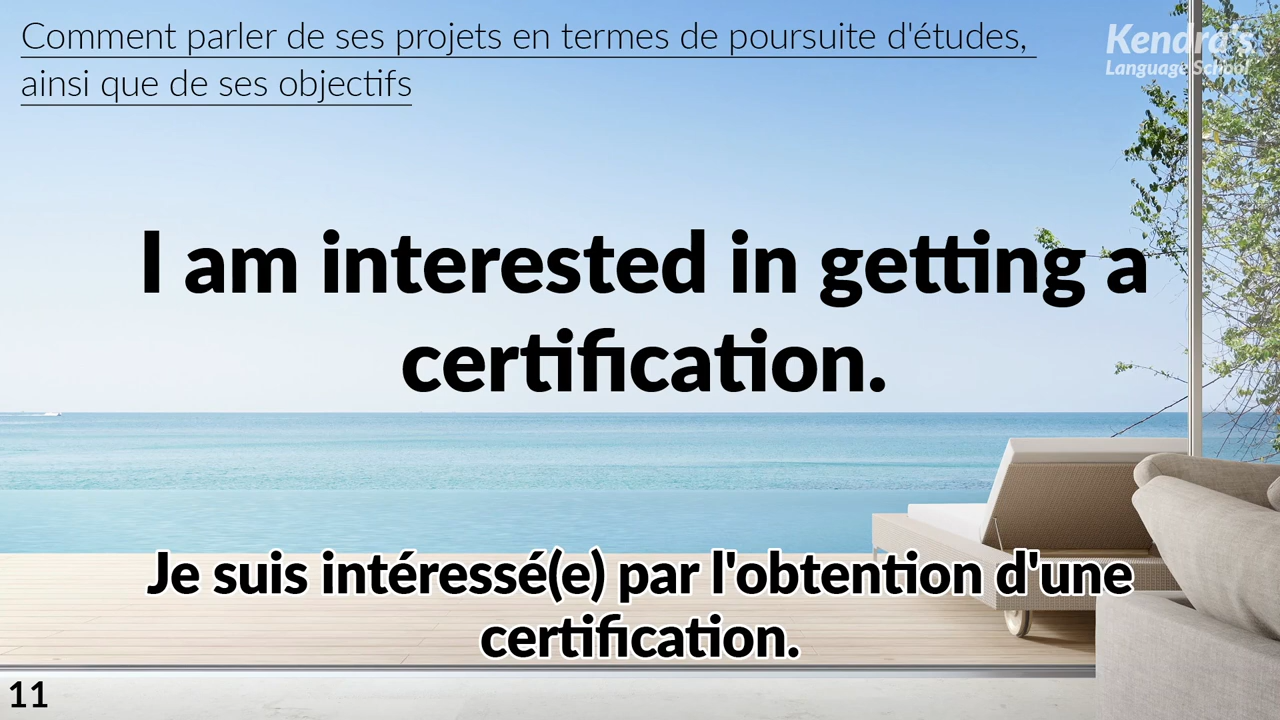 Comment parler de ses projets en termes de poursuite d'études,
ainsi que de ses objectifs
Kendra's
Language School
I am interested in getting a
certification.
Je suis intéressé(e) par l'obtention d'une
certification.
11